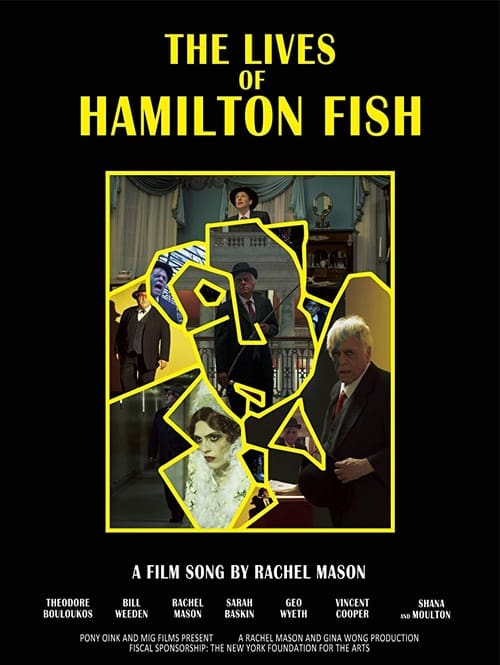 THE LIVES
OF
HAMILTON FISH
A FILM SONG BY RACHEL MASON
THEODORE BOULOUKOS BILL WEEDEN RACHEL MASON SARAH BASKIN GEO WYETH VINCENT COOPER SHANA AND MOULTON
PONY OINK AND MIG FILMS PRESENT A RACHEL MASON AND GINA WONG PRODUCTION
FISCAL SPONSORSHIP: THE NEW YORK FOUNDATION FOR THE ARTS